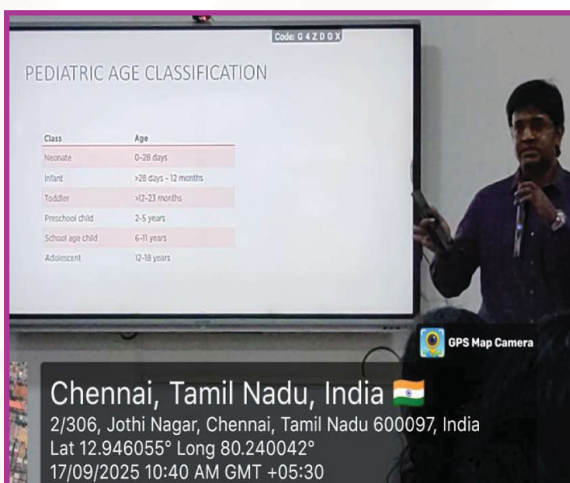 Code: G 4 Z D G X
PEDIATRIC AGE CLASSIFICATION
Class Age
Neonate 0-28 days
Infant >28 days - 12 months
Toddler >12-23 months
Preschool child 2-5 years
School age child 6-11 years
Adolescent 12-18 years
GPS Map Camera
Chennai, Tamil Nadu, India 🇮🇳
2/306, Jothi Nagar, Chennai, Tamil Nadu 600097, India
Lat 12.946055° Long 80.240042°
17/09/2025 10:40 AM GMT +05:30